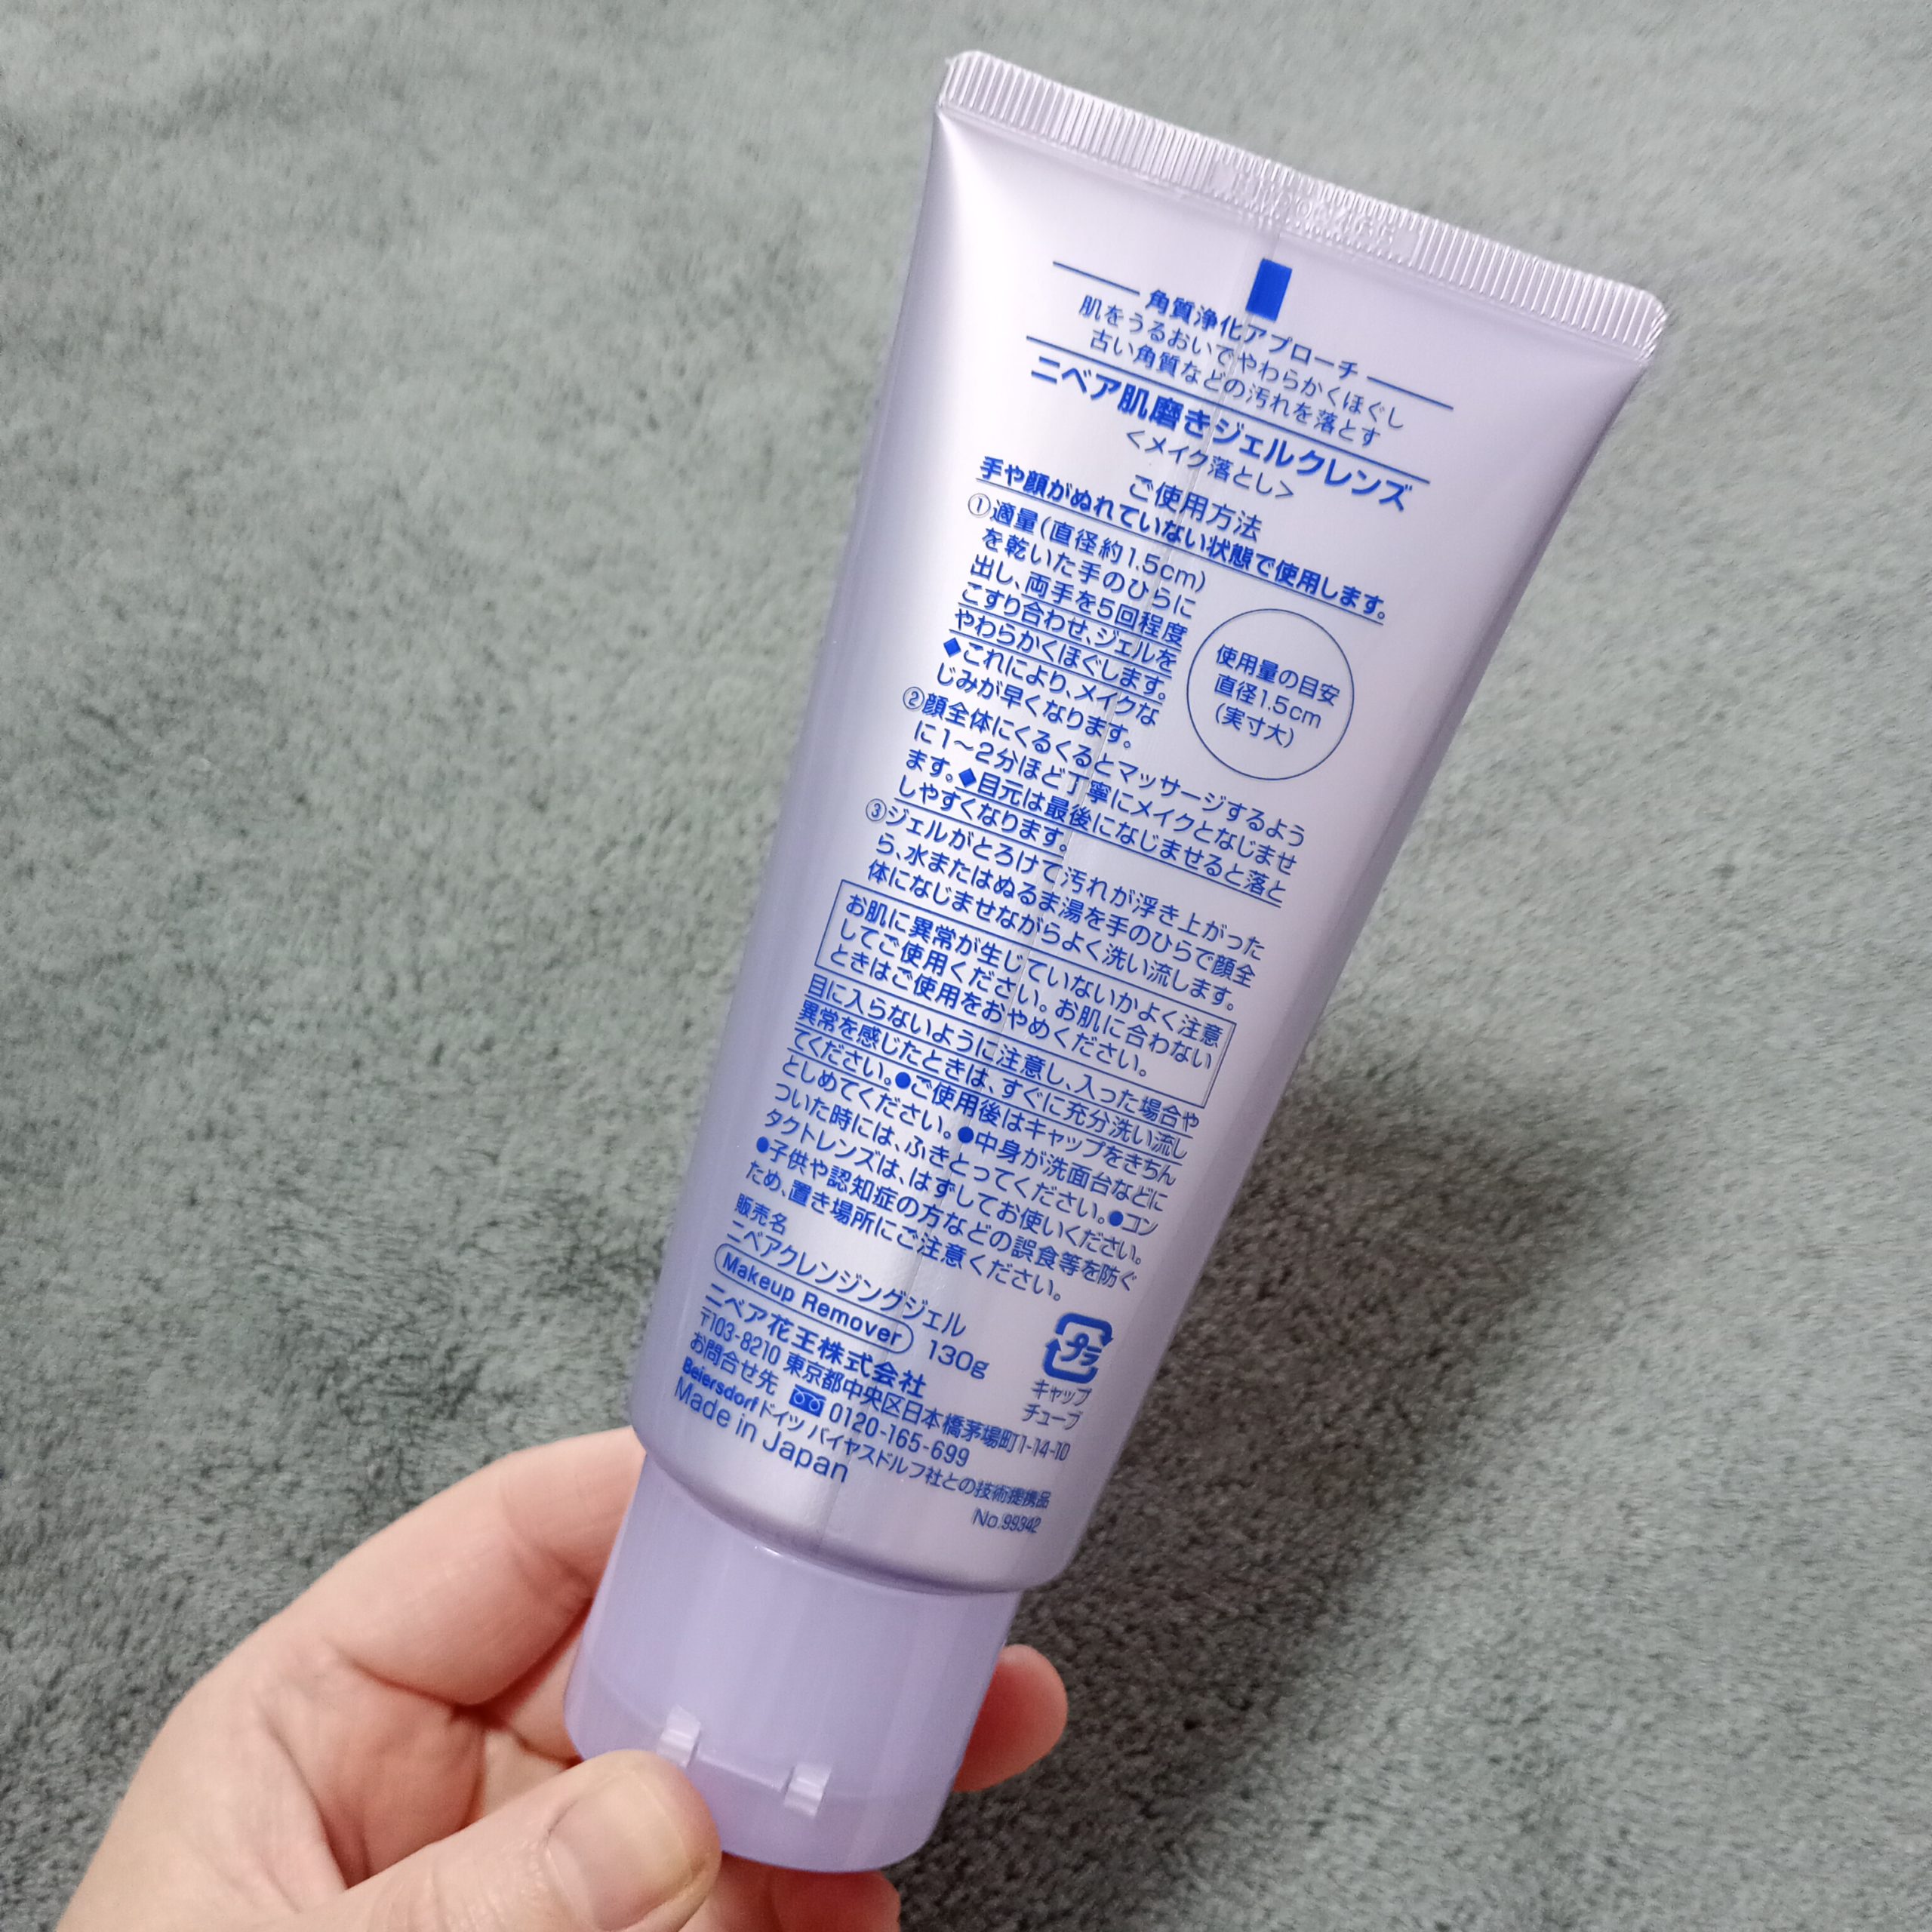 角質浄化アプローチ
肌をうるおいでやわらかくほぐし
古い角質などの汚れを落とす
ニベア肌磨きジェルクレンズ
<メイク落とし>
ご使用方法
手や顔がぬれていない状態で使用します。
①適量(直径約1.5cm)
を乾いた手のひらに
出し、両手を5回程度
こすり合わせ、ジェルを
やわらかくほぐします。
◆これにより、メイクな
じみが早くなります。
使用量の目安
直径1.5cm
(実寸大)
②顔全体にくるくるとマッサージするよう
に1〜2分ほど丁寧にメイクとなじませ
ます。◆目元は最後になじませると落と
しやすくなります。
③ジェルがとろけて汚れが浮き上がった
ら、水またはぬるま湯を手のひらで顔全
体になじませながらよく洗い流します。
お肌に異常が生じていないかよく注意
してご使用ください。お肌に合わない
ときはご使用をおやめください。
目に入らないように注意し、入った場合や
異常を感じたときは、すぐに充分洗い流し
てください。●ご使用後はキャップをきちん
としめてください。●中身が洗面台などに
ついた時には、ふきとってください。●コン
タクトレンズは、はずしてお使いください。
●子供や認知症の方などの誤食等を防ぐ
ため、置き場所にご注意ください。
販売名
ニベアクレンジングジェル
Makeup Remover 130g
ニベア花王株式会社
〒103-8210 東京都中央区日本橋茅場町1-14-10
お問合せ先 0120-165-699
Beiersdorfドイツ バイヤスドルフ社との技術提携品
Made in Japan
No.99342
プラ
キャップ
チューブ